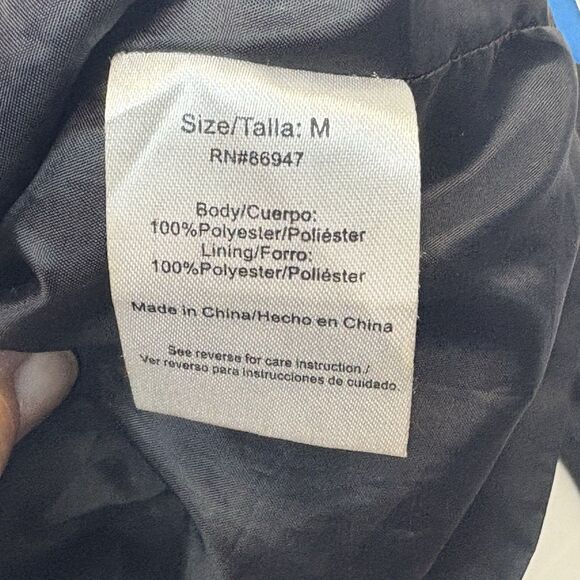 Size/Talla: M
RN#86947
Body/Cuerpo:
100%Polyester/Poliéster
Lining/Forro:
100%Polyester/Poliéster
Made in China/Hecho en China
See reverse for care instruction./
Ver reverso para instrucciones de cuidado.